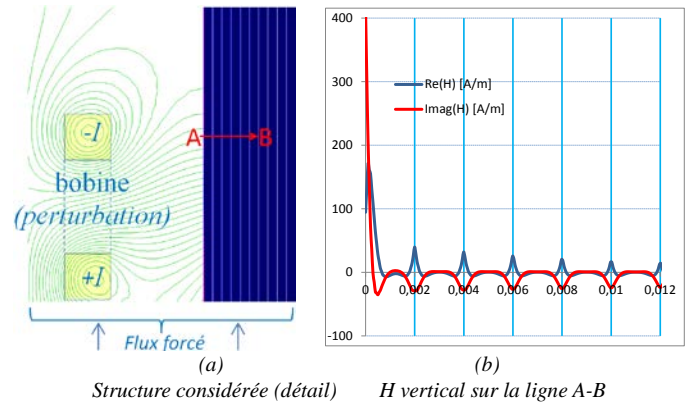 -I
A
B
bobine
(perturbation)
+I
Flux forcé
(a)
400
300
200
100
0
-100
Re(H) [A/m]
Imag(H) [A/m]
0 0,002 0,004 0,006 0,008 0,01 0,012
(b)
Structure considérée (détail) H vertical sur la ligne A-B